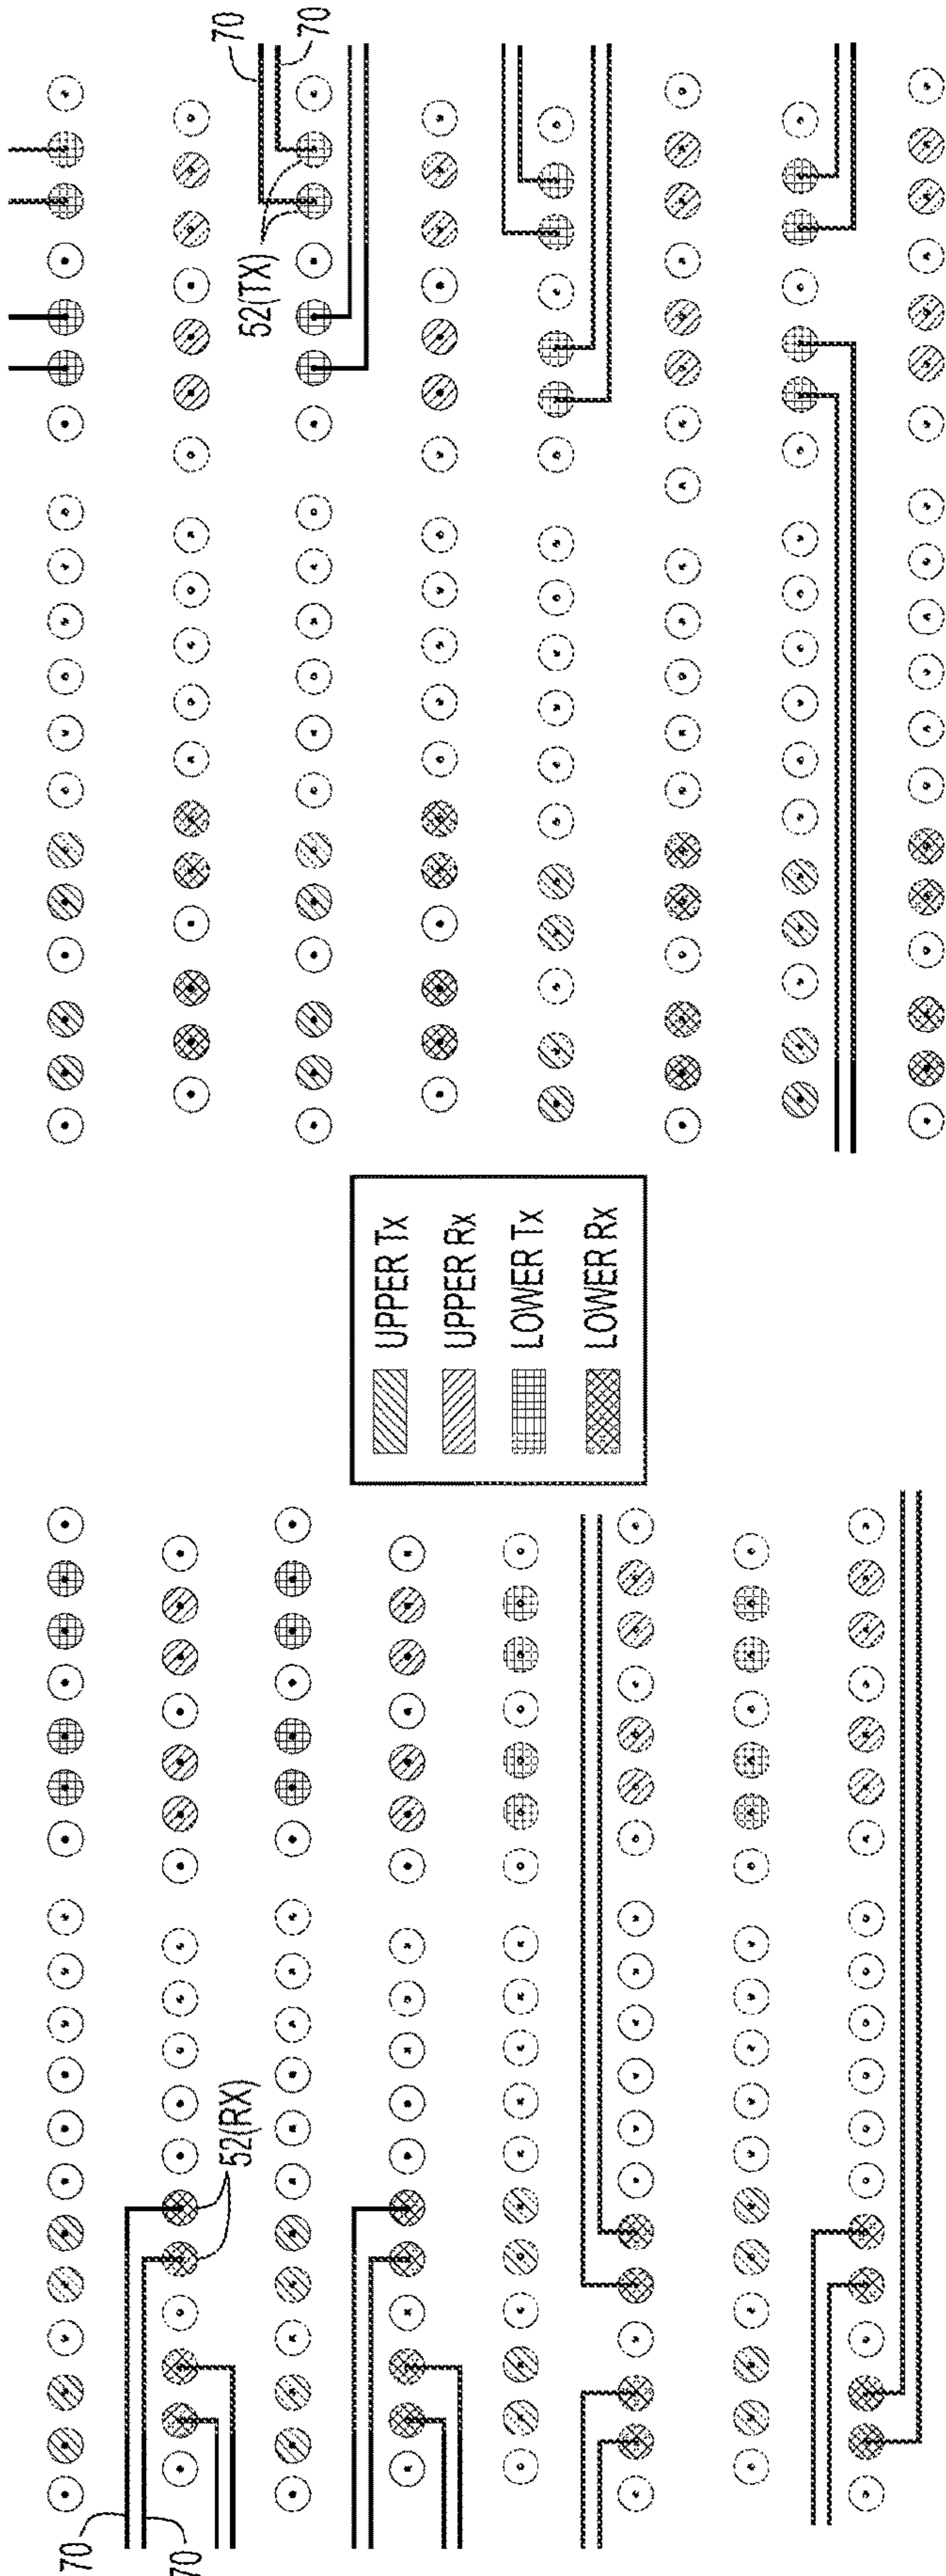 70
70
52(TX)
UPPER Tx
UPPER Rx
LOWER Tx
LOWER Rx
52(RX)
70
70